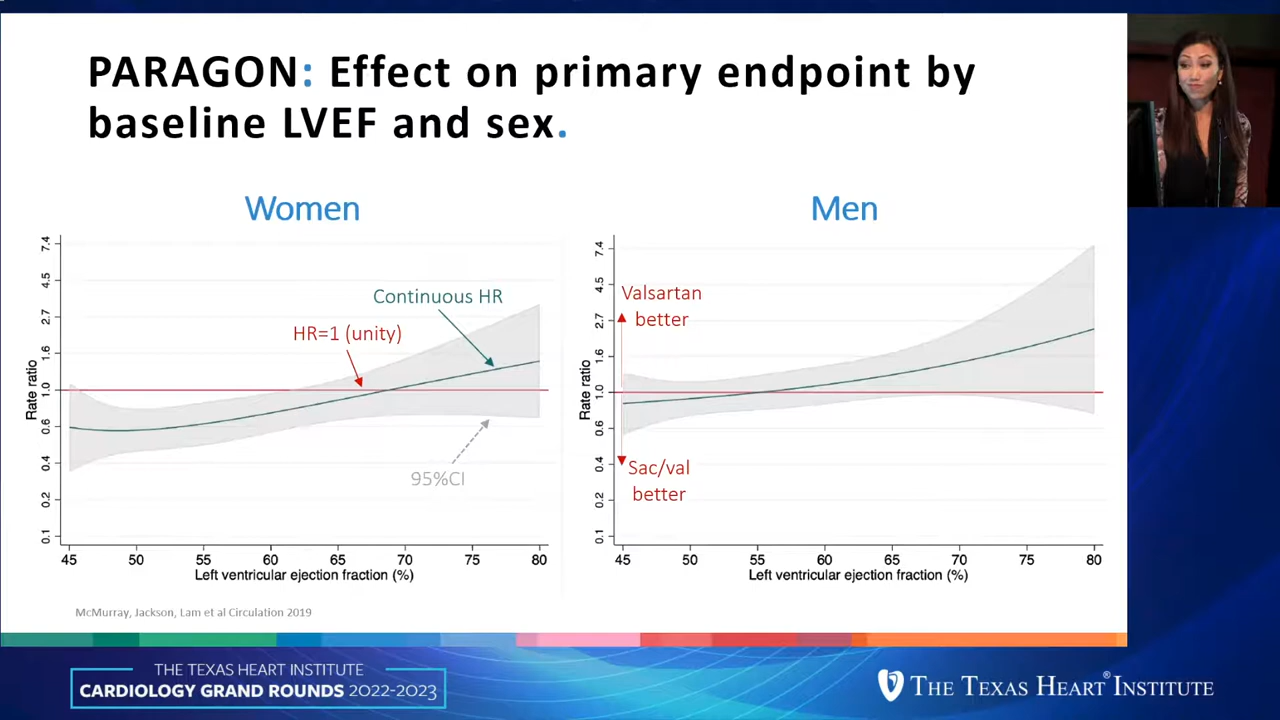 PARAGON: Effect on primary endpoint by
baseline LVEF and sex.
Women
Men
7.4
4.5
2.7
1.6
1.0
0.6
0.4
0.2
0.1
Rate ratio
Continuous HR
HR=1 (unity)
95%CI
45 50 55 60 65 70 75 80
Left ventricular ejection fraction (%)
7.4
4.5
2.7
1.6
1.0
0.6
0.4
0.2
0.1
Rate ratio
Valsartan
better
Sac/val
better
45 50 55 60 65 70 75 80
Left ventricular ejection fraction (%)
McMurray, Jackson, Lam et al Circulation 2019
THE TEXAS HEART INSTITUTE
CARDIOLOGY GRAND ROUNDS 2022-2023
THE TEXAS HEART® INSTITUTE